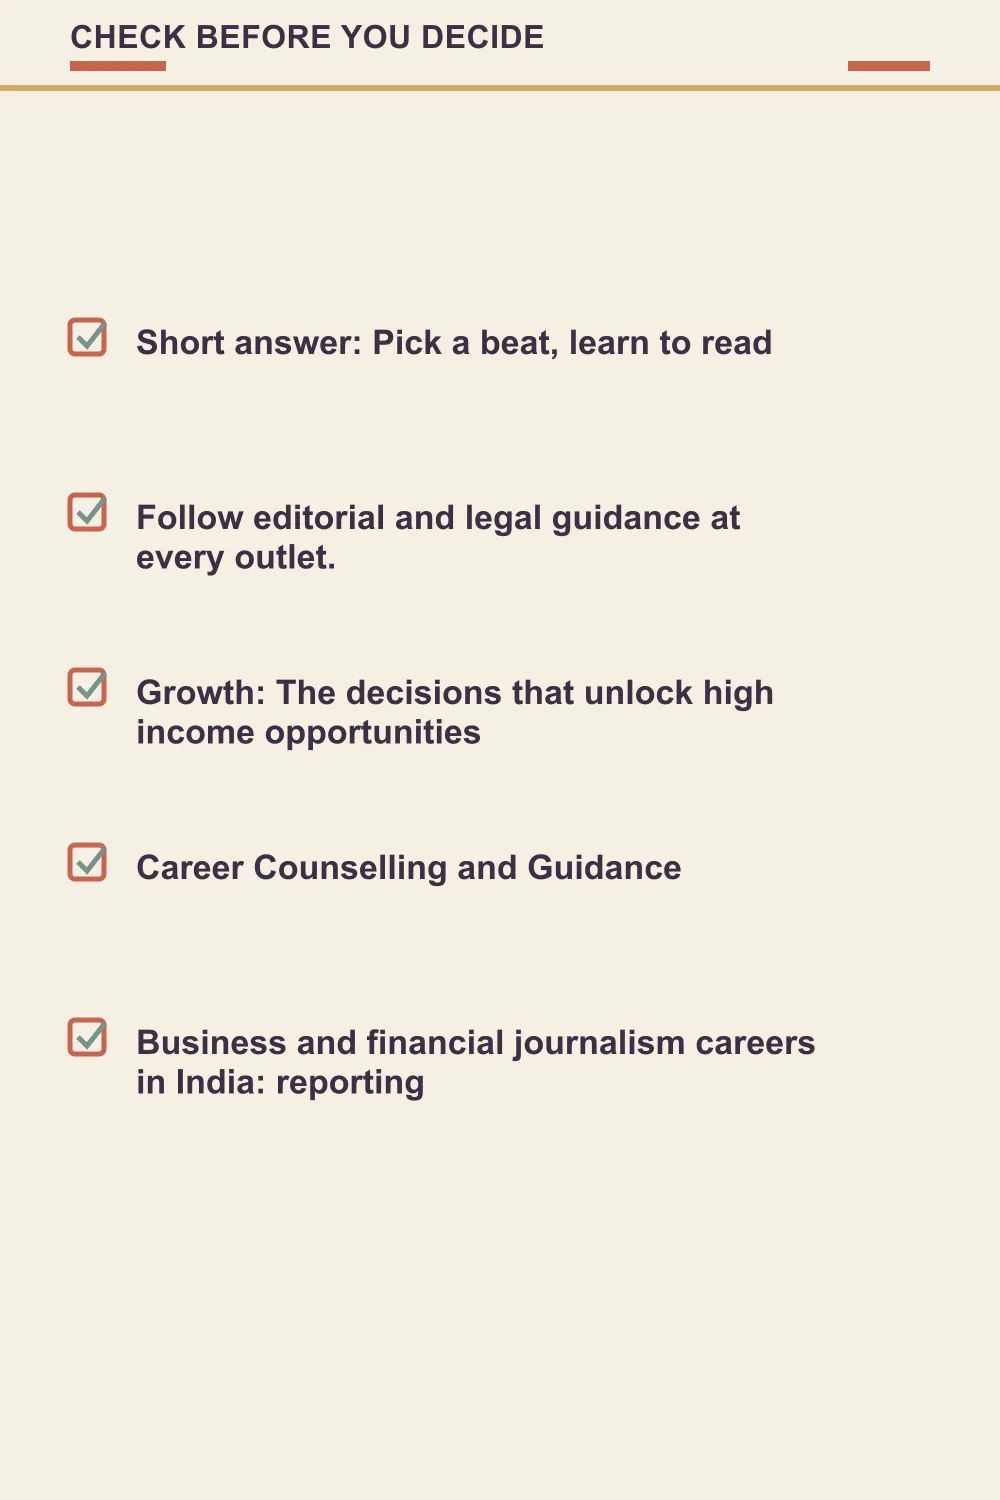 CHECK BEFORE YOU DECIDE
Short answer: Pick a beat, learn to read
Follow editorial and legal guidance at
every outlet.
Growth: The decisions that unlock high
income opportunities
Career Counselling and Guidance
Business and financial journalism careers
in India: reporting